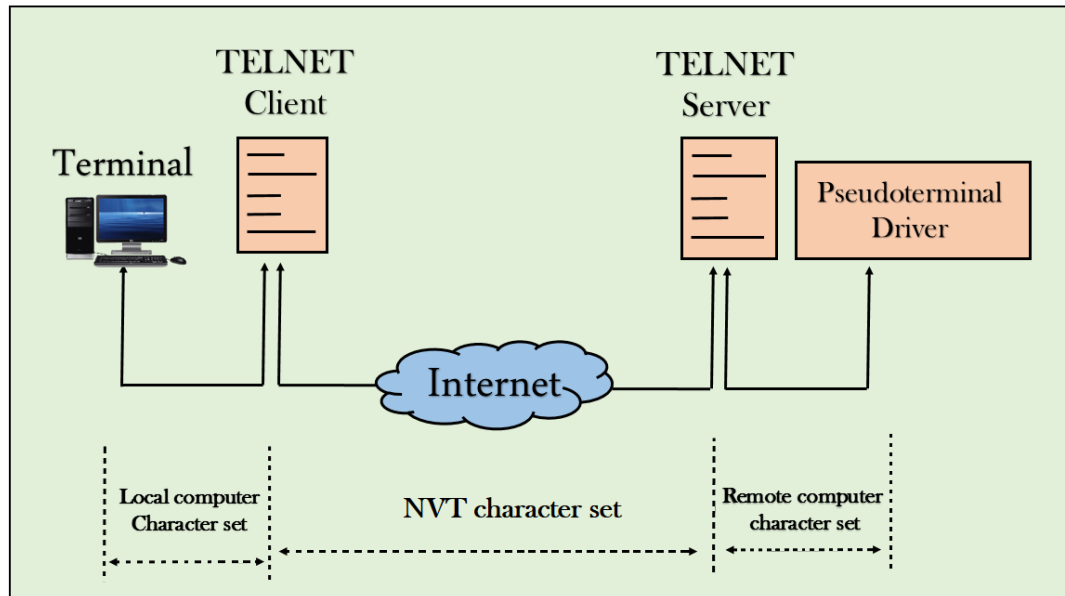 TELNET
Client
TELNET
Server
Terminal
Pseudoterminal
Driver
Internet
Local computer
Character set
NVT character set
Remote computer
character set